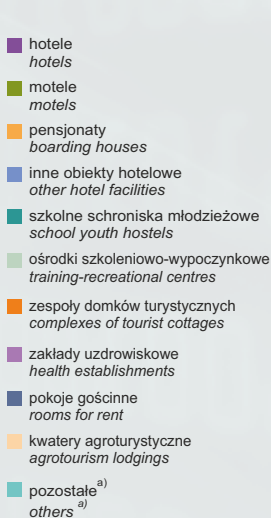 hotele
hotels
motele
motels
pensjonaty
boarding houses
inne obiekty hotelowe
other hotel facilities
szkolne schroniska młodzieżowe
school youth hostels
ośrodki szkoleniowo-wypoczynkowe
training-recreational centres
zespoły domków turystycznych
complexes of tourist cottages
zakłady uzdrowiskowe
health establishments
pokoje gościnne
rooms for rent
kwatery agroturystyczne
agrotourism lodgings
pozostałe a)
others a)